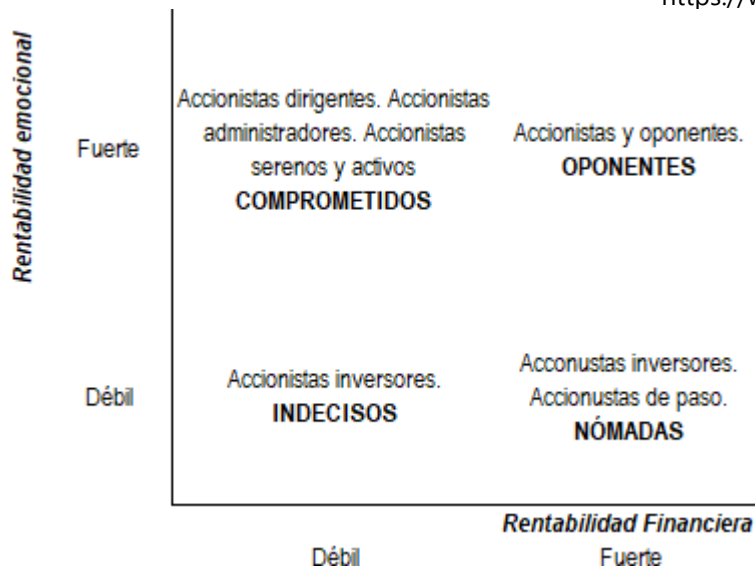 https://w
Rentabilidad emocional
Fuerte
Accionistas dirigentes. Accionistas
administradores. Accionistas
serenos y activos
COMPROMETIDOS
Accionistas y oponentes.
OPONENTES
Débil
Accionistas inversores.
INDECISOS
Acconustas inversores.
Accionustas de paso.
NÓMADAS
Rentabilidad Financiera
Débil
Fuerte